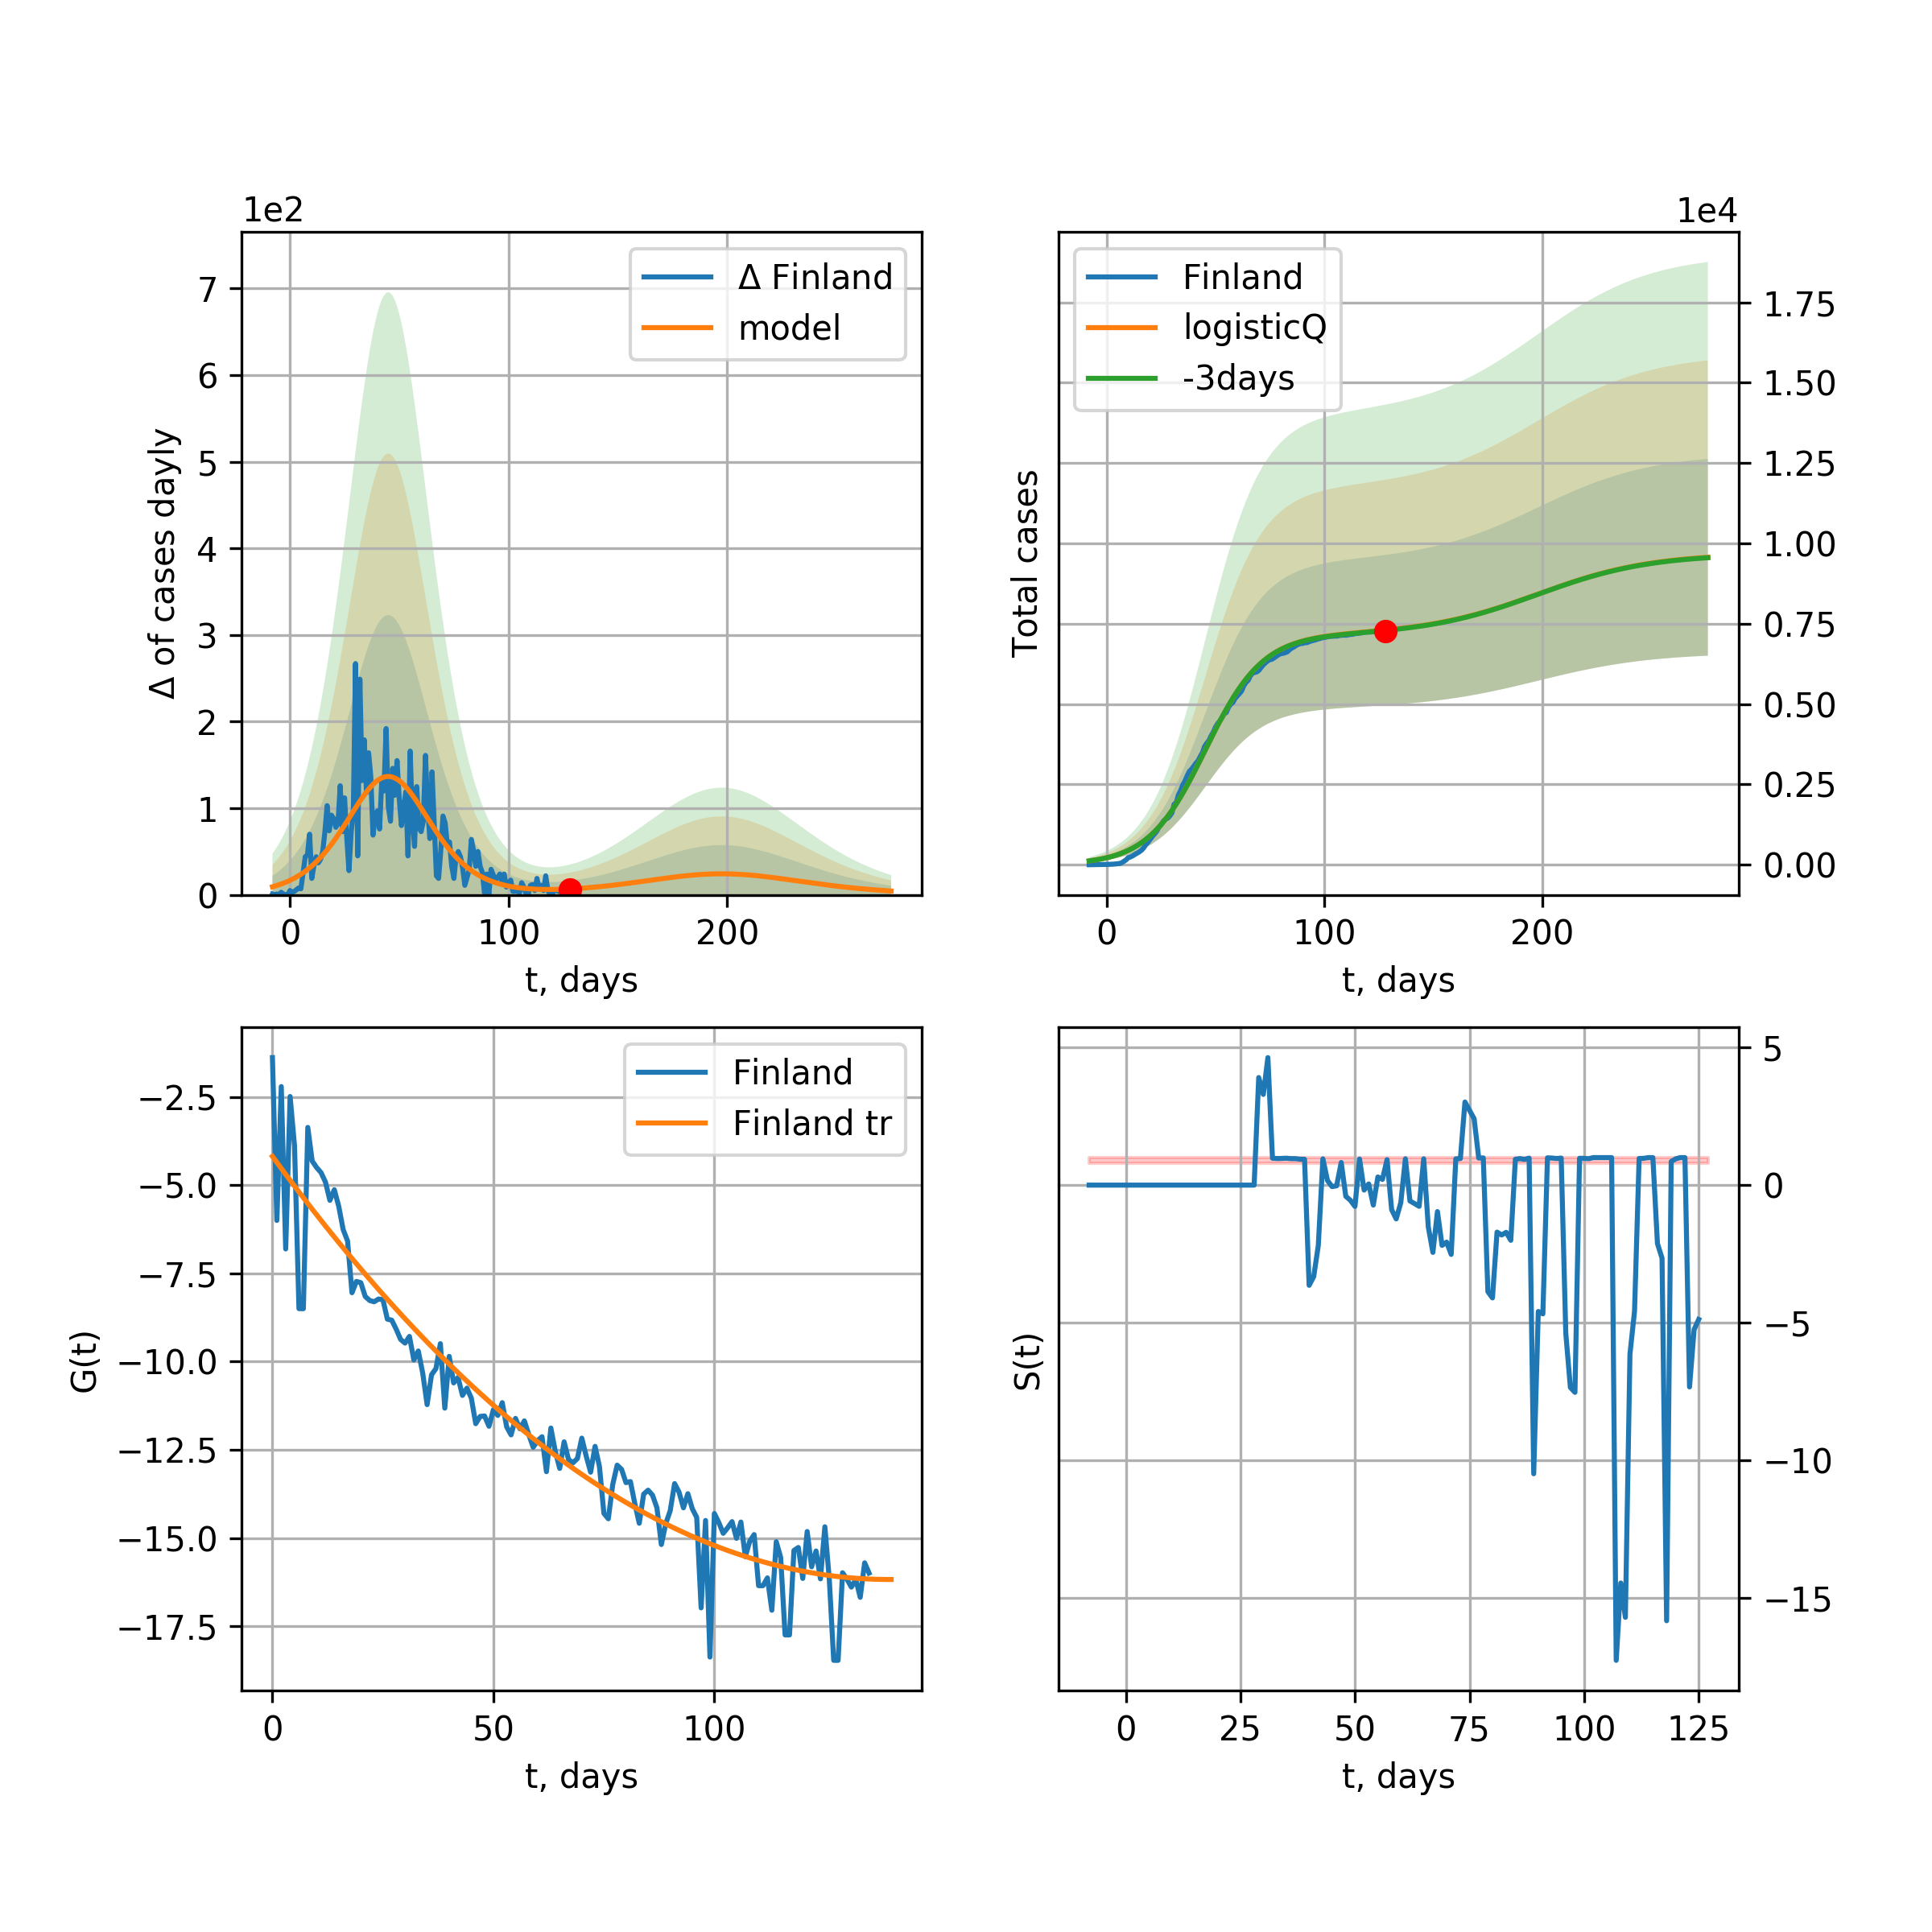 1e2
7
6
5
4
3
2
1
0
Δ of cases dayly
Δ Finland
model
0 100 200
t, days
1e4
Total cases
Finland
logisticQ
-3days
1.75
1.50
1.25
1.00
0.75
0.50
0.25
0.00
0 100 200
t, days
G(t)
−2.5
−5.0
−7.5
−10.0
−12.5
−15.0
−17.5
Finland
Finland tr
0 50 100
t, days
S(t)
5
0
−5
−10
−15
0 25 50 75 100 125
t, days